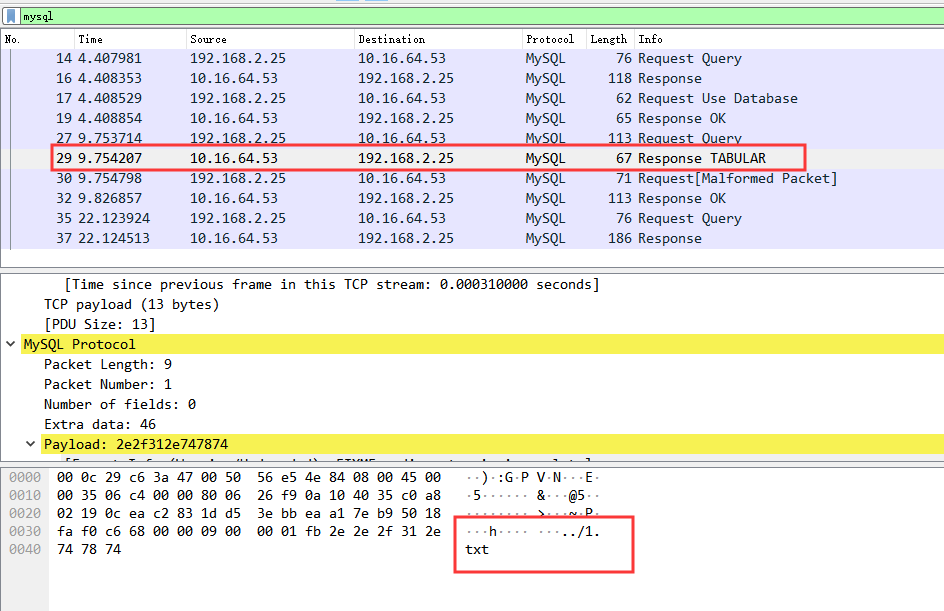 mysql
No. Time Source Destination Protocol Length Info
14 4.407981 192.168.2.25 10.16.64.53 MySQL 76 Request Query
16 4.408353 10.16.64.53 192.168.2.25 MySQL 118 Response
17 4.408529 192.168.2.25 10.16.64.53 MySQL 62 Request Use Database
19 4.408854 10.16.64.53 192.168.2.25 MySQL 65 Response OK
27 9.753714 192.168.2.25 10.16.64.53 MySQL 113 Request Query
29 9.754207 10.16.64.53 192.168.2.25 MySQL 67 Response TABULAR
30 9.754798 192.168.2.25 10.16.64.53 MySQL 71 Request[Malformed Packet]
32 9.826857 10.16.64.53 192.168.2.25 MySQL 113 Response OK
35 22.123924 192.168.2.25 10.16.64.53 MySQL 76 Request Query
37 22.124513 10.16.64.53 192.168.2.25 MySQL 186 Response
[Time since previous frame in this TCP stream: 0.000310000 seconds]
TCP payload (13 bytes)
[PDU Size: 13]
MySQL Protocol
Packet Length: 9
Packet Number: 1
Number of fields: 0
Extra data: 46
Payload: 2e2f312e747874
0000 00 0c 29 c6 3a 47 00 50 56 e5 4e 84 08 00 45 00 ··)·:G·P V·N···E·
0010 00 35 06 c4 00 00 80 06 26 f9 0a 10 40 35 c0 a8 ·5······ &···@5··
0020 02 19 0c ea c2 83 1d d5 3e bb ea a1 7e b9 50 18 ········ >···~·P·
0030 fa f0 c6 68 00 00 09 00 00 01 fb 2e 2e 2f 31 2e ···h···· ···../1.
0040 74 78 74 txt